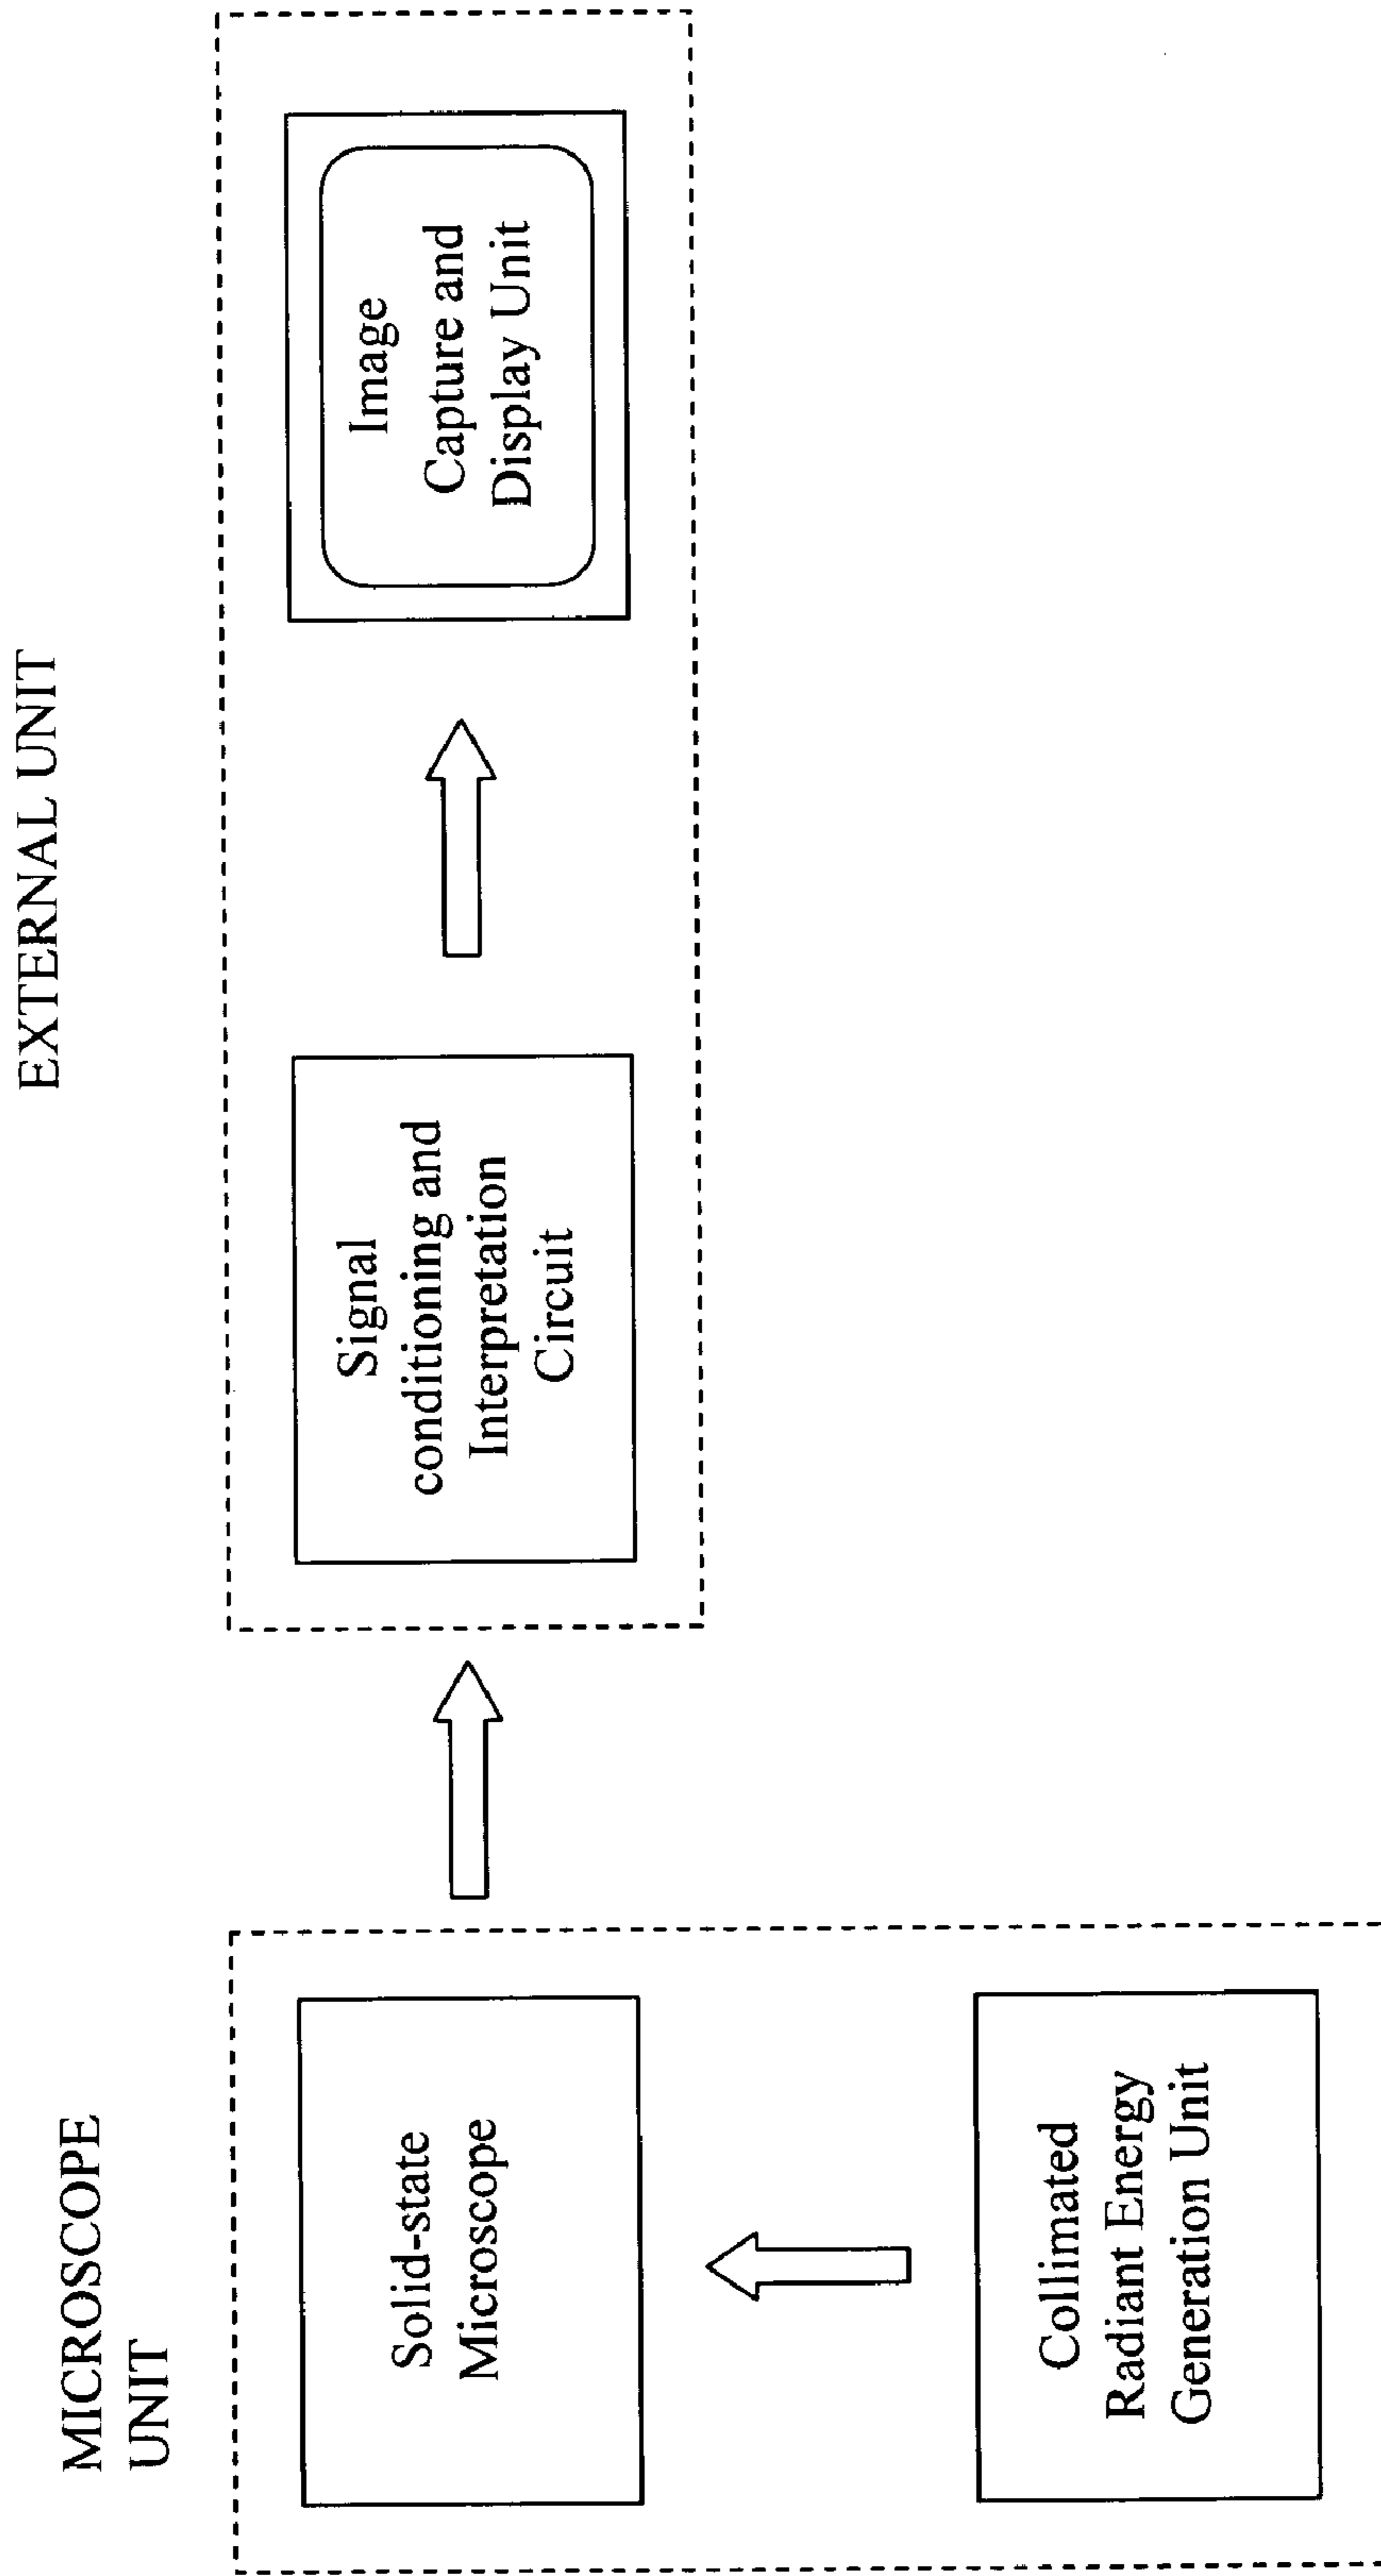 MICROSCOPE
UNIT
EXTERNAL UNIT
Solid-state
Microscope
Signal
conditioning and
Interpretation
Circuit
Image
Capture and
Display Unit
Collimated
Radiant Energy
Generation Unit